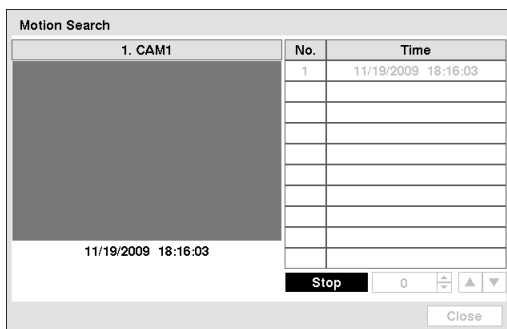 Motion Search
1. CAM1
No. Time
1 11/19/2009 18:16:03
11/19/2009 18:16:03
Stop 0
Close